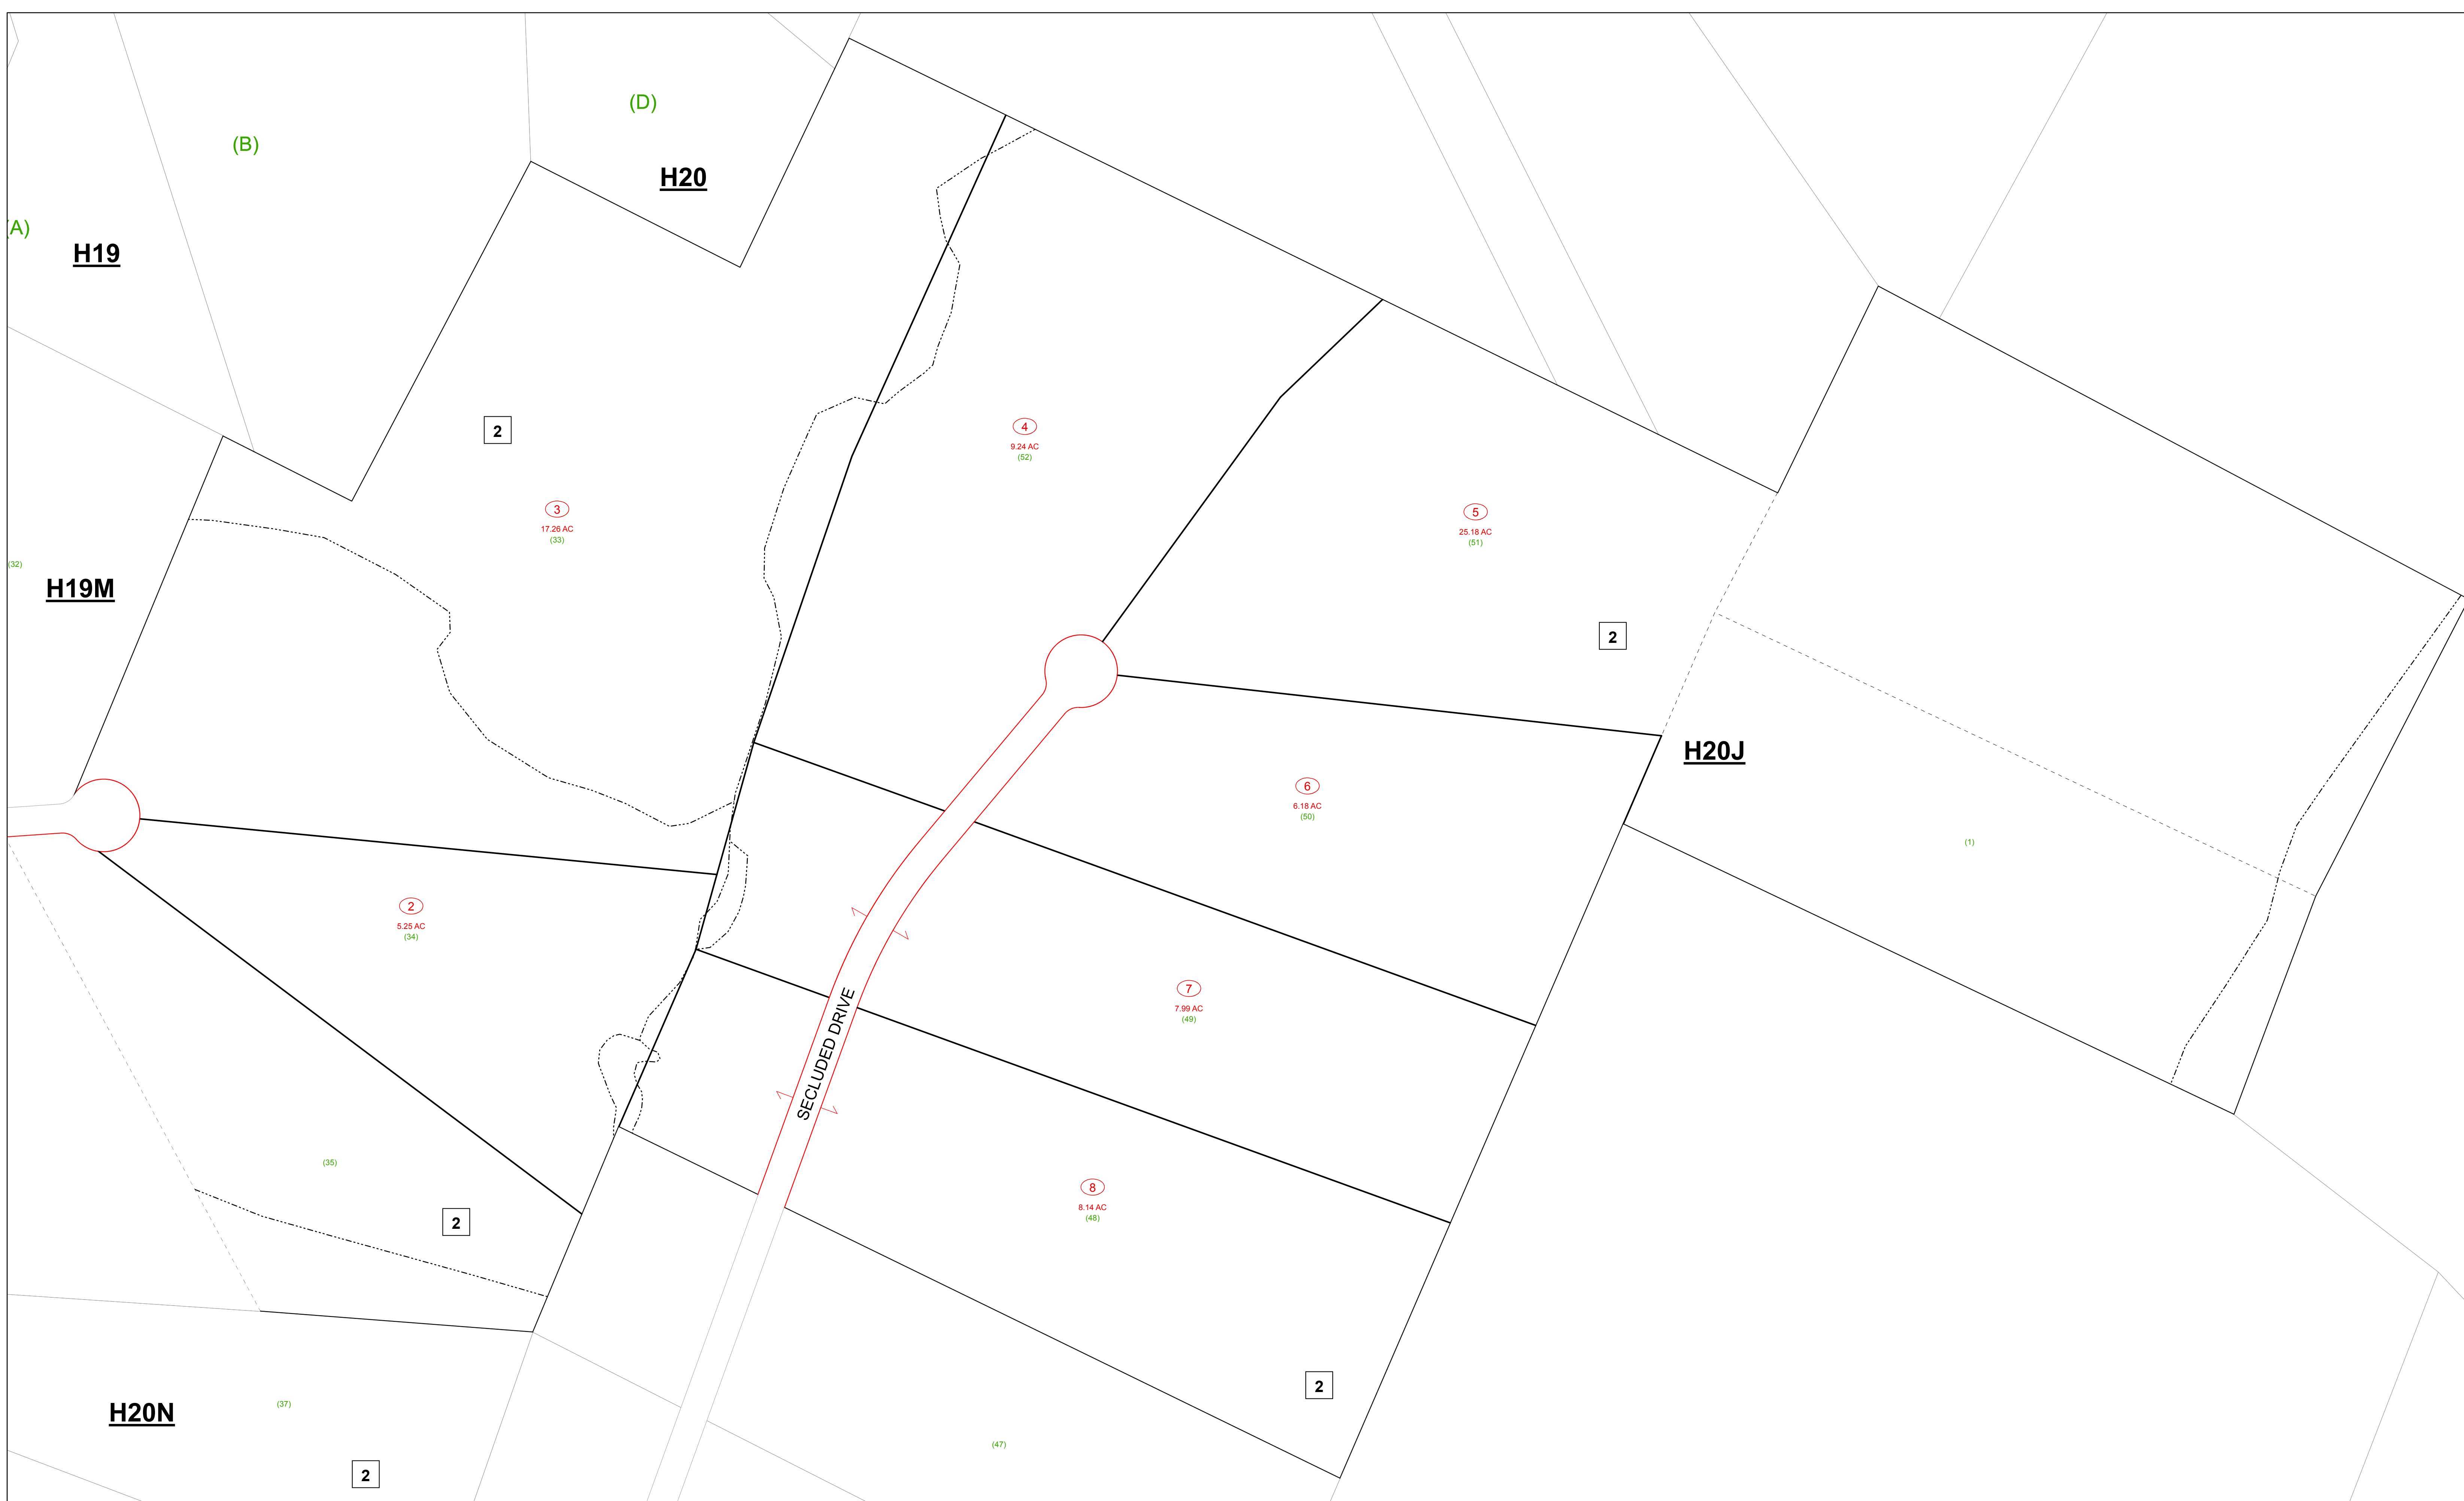 (D)
(B)
H20
(A)
H19
4
9.24 AC
(52)
2
3
17.26 AC
(33)
5
25.18 AC
(51)
(32)
H19M
2
H20J
6
6.18 AC
(50)
(1)
2
5.25 AC
(34)
7
7.99 AC
(49)
SECLUDED DRIVE
(35)
8
8.14 AC
(48)
2
2
H20N
(37)
(47)
2